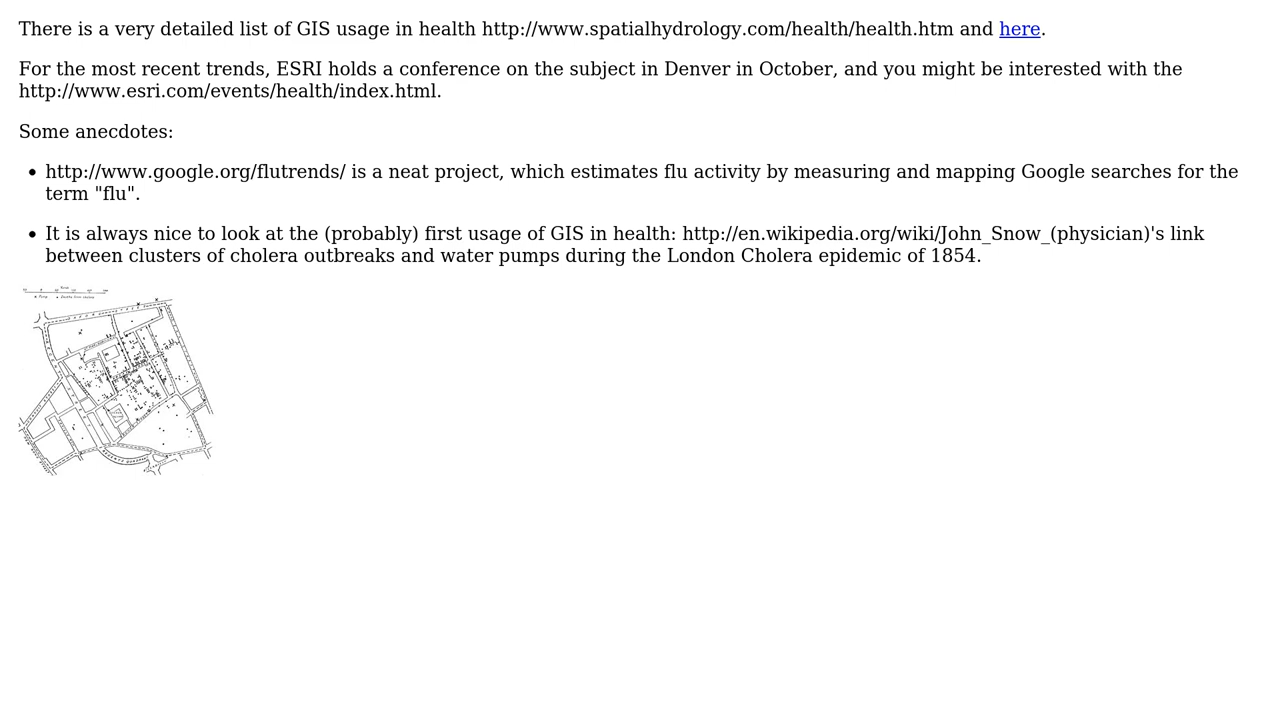 There is a very detailed list of GIS usage in health http://www.spatialhydrology.com/health/health.htm and here.
For the most recent trends, ESRI holds a conference on the subject in Denver in October, and you might be interested with the
http://www.esri.com/events/health/index.html.
Some anecdotes:
• http://www.google.org/flutrends/ is a neat project, which estimates flu activity by measuring and mapping Google searches for the
term "flu".
• It is always nice to look at the (probably) first usage of GIS in health: http://en.wikipedia.org/wiki/John_Snow_(physician)'s link
between clusters of cholera outbreaks and water pumps during the London Cholera epidemic of 1854.